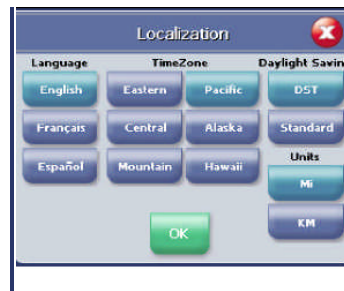 Localization
Language TimeZone Daylight Savin
English Eastern Pacific DST
Français Central Alaska Standard
Español Mountain Hawaii Units
Mi
KM
OK